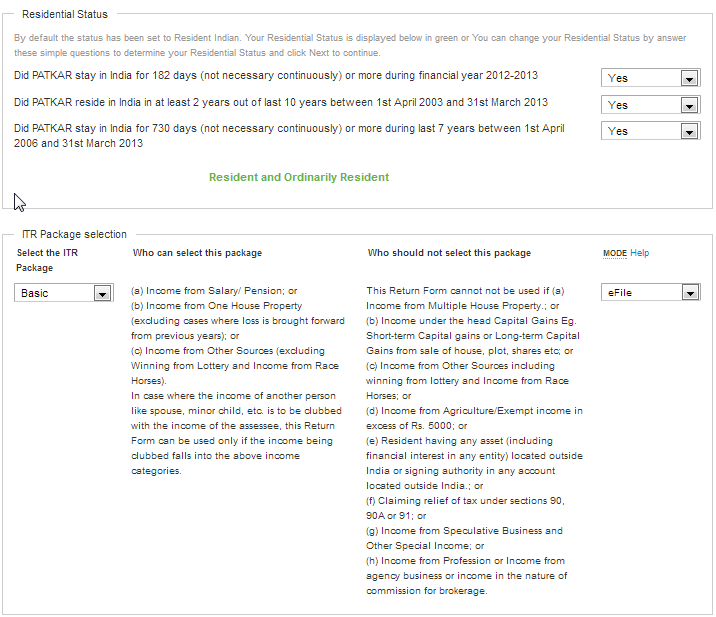 Residential Status
By default the status has been set to Resident Indian. Your Residential Status is displayed below in green or You can change your Residential Status by answer
these simple questions to determine your Residential Status and click Next to continue.
Did PATKAR stay in India for 182 days (not necessary continuously) or more during financial year 2012-2013
Yes
Did PATKAR reside in India in at least 2 years out of last 10 years between 1st April 2003 and 31st March 2013
Yes
Did PATKAR stay in India for 730 days (not necessary continuously) or more during last 7 years between 1st April
2006 and 31st March 2013
Yes
Resident and Ordinarily Resident
ITR Package selection
Select the ITR
Package
Basic
Who can select this package
(a) Income from Salary/ Pension; or
(b) Income from One House Property
(excluding cases where loss is brought forward
from previous years); or
(c) Income from Other Sources (excluding
Winning from Lottery and Income from Race
Horses).
In case where the income of another person
like spouse, minor child, etc. is to be clubbed
with the income of the assessee, this Return
Form can be used only if the income being
clubbed falls into the above income
categories.
Who should not select this package
This Return Form cannot not be used if (a)
Income from Multiple House Property.; or
(b) Income under the head Capital Gains Eg.
Short-term Capital gains or Long-term Capital
Gains from sale of house, plot, shares etc; or
(c) Income from Other Sources including
winning from lottery and Income from Race
Horses; or
(d) Income from Agriculture/Exempt income in
excess of Rs. 5000; or
(e) Resident having any asset (including
financial interest in any entity) located outside
India or signing authority in any account
located outside India.; or
(f) Claiming relief of tax under sections 90,
90A or 91; or
(g) Income from Speculative Business and
Other Special Income; or
(h) Income from Profession or Income from
agency business or income in the nature of
commission for brokerage.
MODE Help
eFile